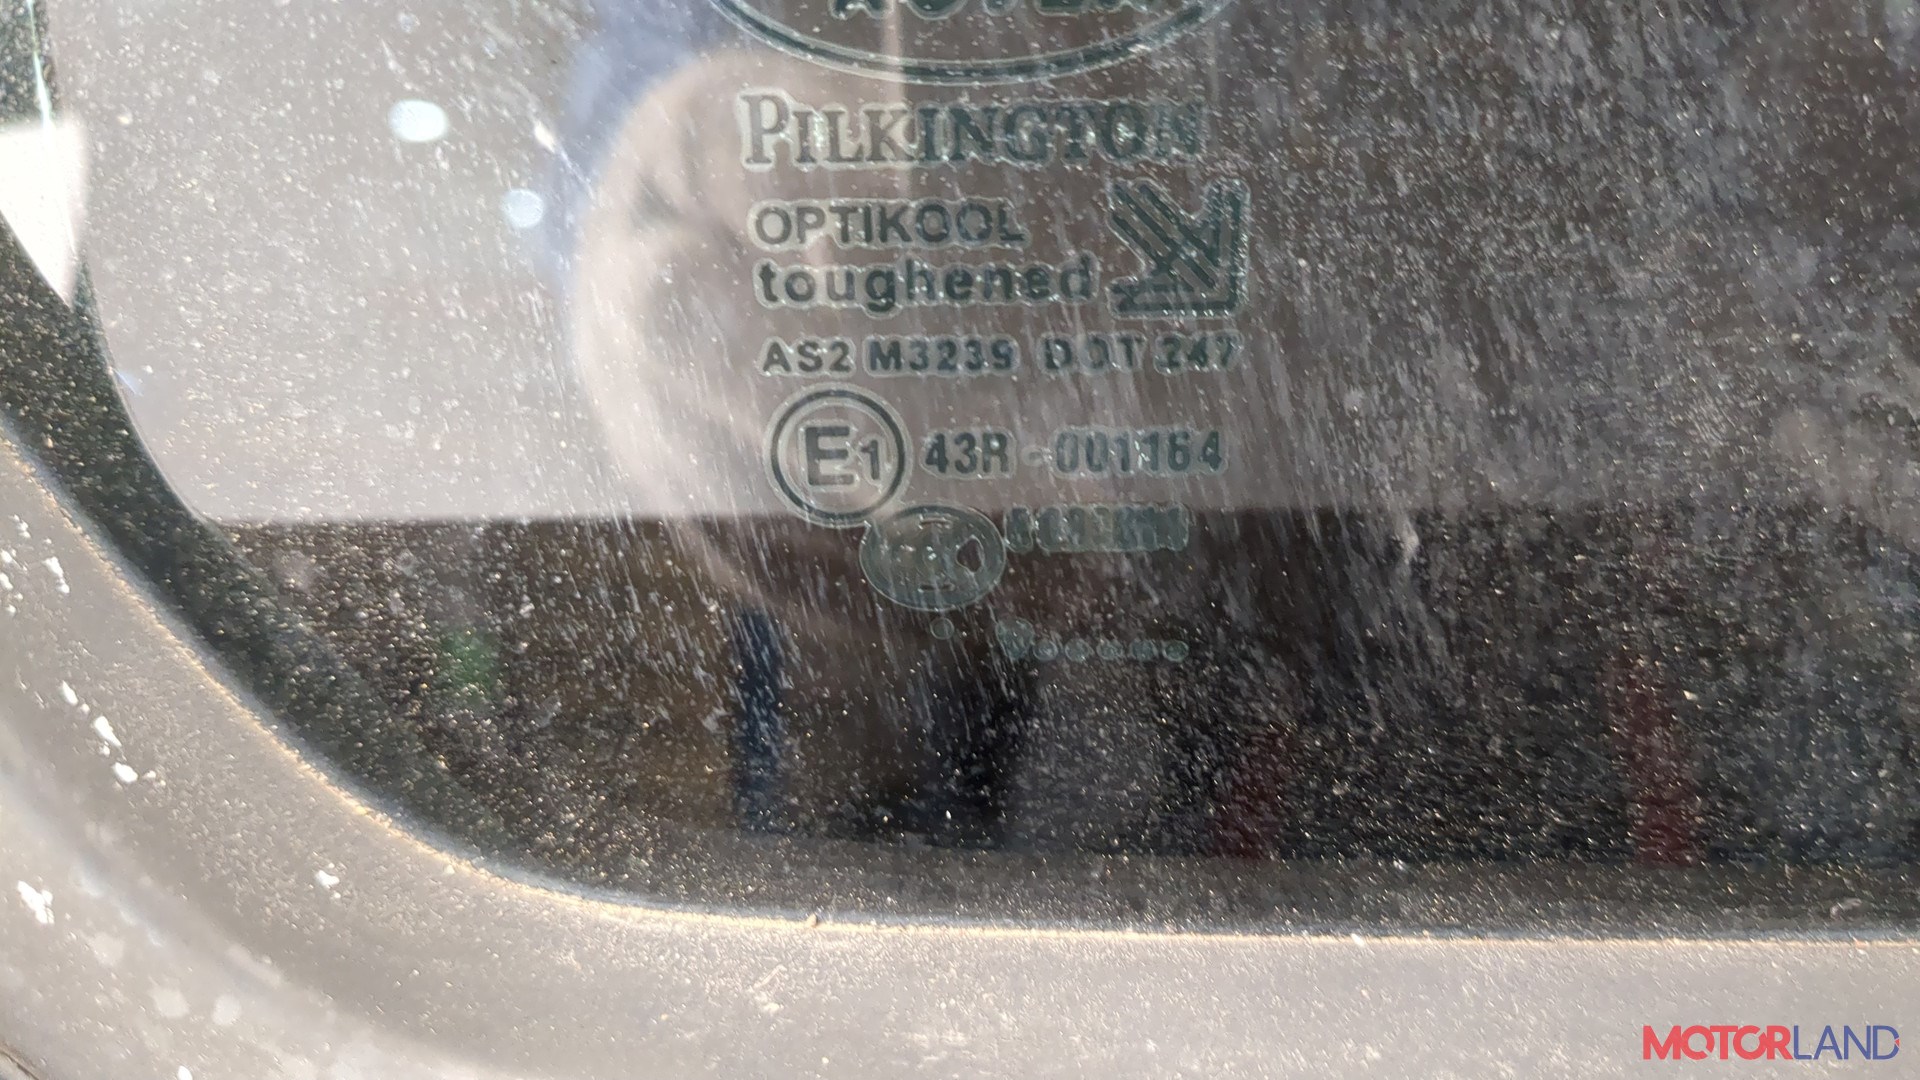 PILKINGTON
OPTIKOOL
toughened
AS2 M3239 DOT 247
E1 43R - 001164
MOTORLAND